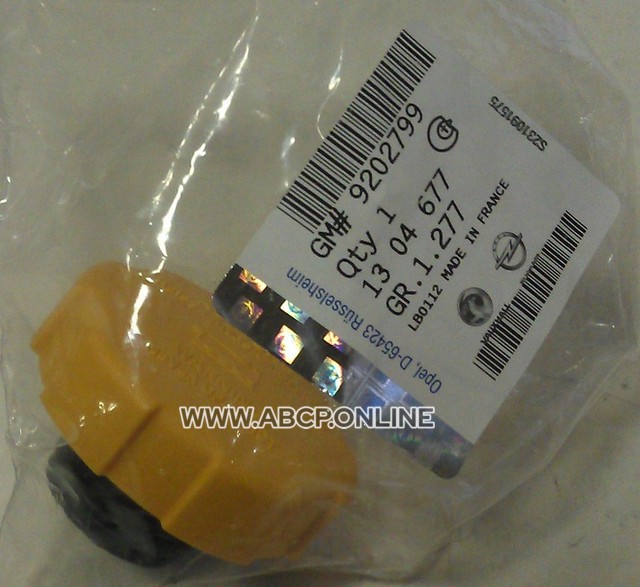 S231091575
GM# 9202799
Qty 1
13 04 677
GR.1.277
LB0112 MADE IN FRANCE
Opel, D-65423 Rüsselsheim
WWW.ABCP.ONLINE